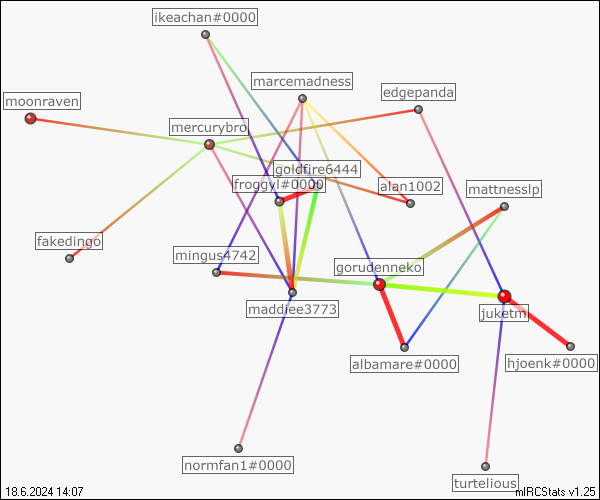 ikeachan#0000
marcemadness
edgepanda
moonraven
mercurybro
goldfire6444
froggyl#0000
alan1002
mattnesslp
fakedingo
mingus4742
gorudenneko
maddiee3773
juketm
albamare#0000
hjoenk#0000
normfan1#0000
turtelious
18.6.2024 14:07
mIRCStats v1.25